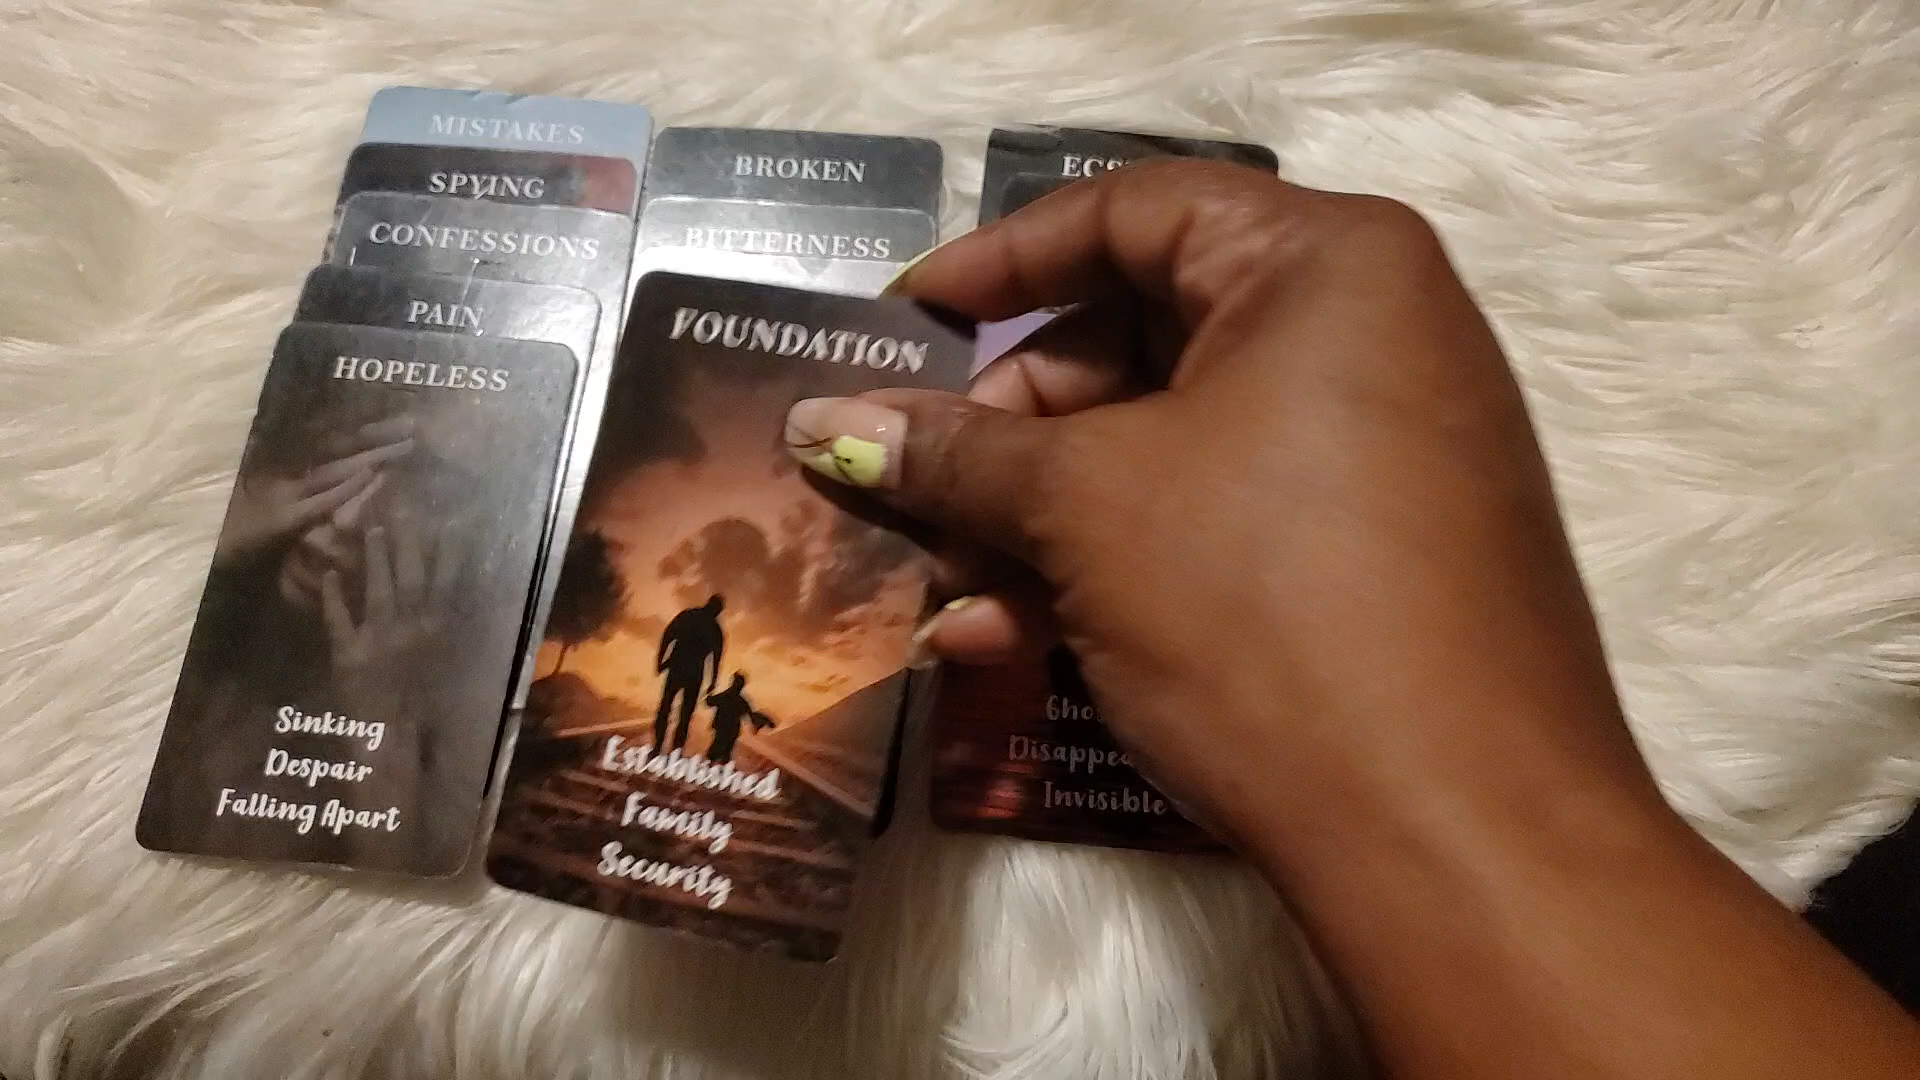 MISTAKES
SPYING
CONFESSIONS
PAIN
HOPELESS
Sinking
Despair
Falling Apart
BROKEN
BITTERNESS
FOUNDATION
Established
Family
Security
Invisible